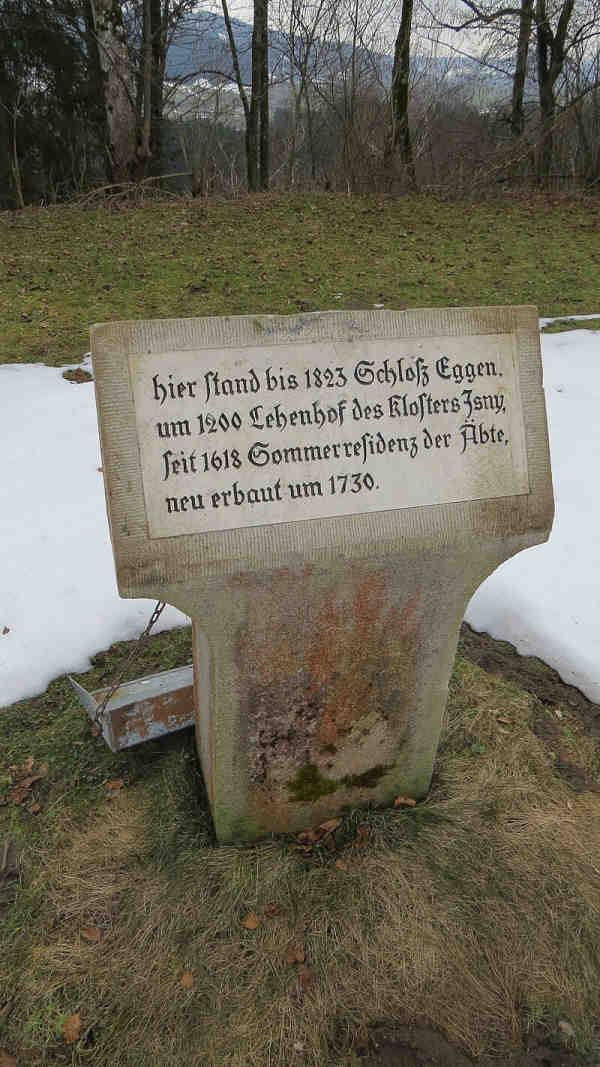 hier ſtand bis 1823 Schloſz Eggen.
um 1200 Lehenhof des Kloſters Isny,
ſeit 1618 Sommerreſidenz der Äbte,
neu erbaut um 1730.